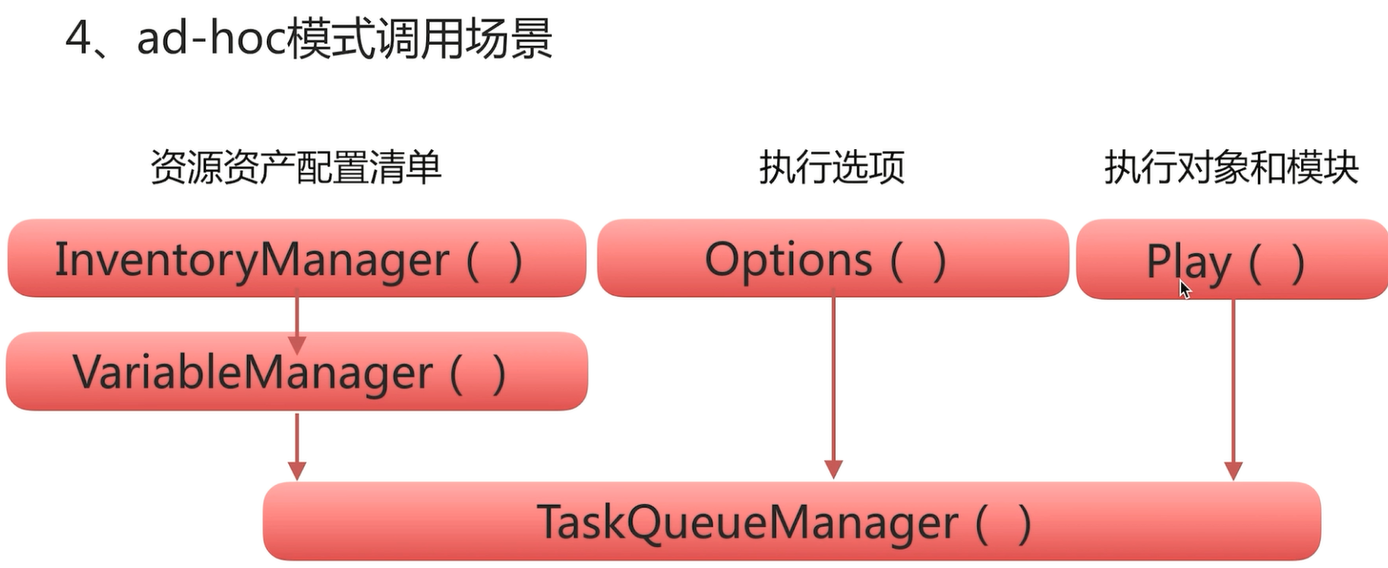 4、ad-hoc模式调用场景
资源资产配置清单
执行选项
执行对象和模块
InventoryManager（ ）
Options（ ）
Play（ ）
VariableManager（ ）
TaskQueueManager（ ）